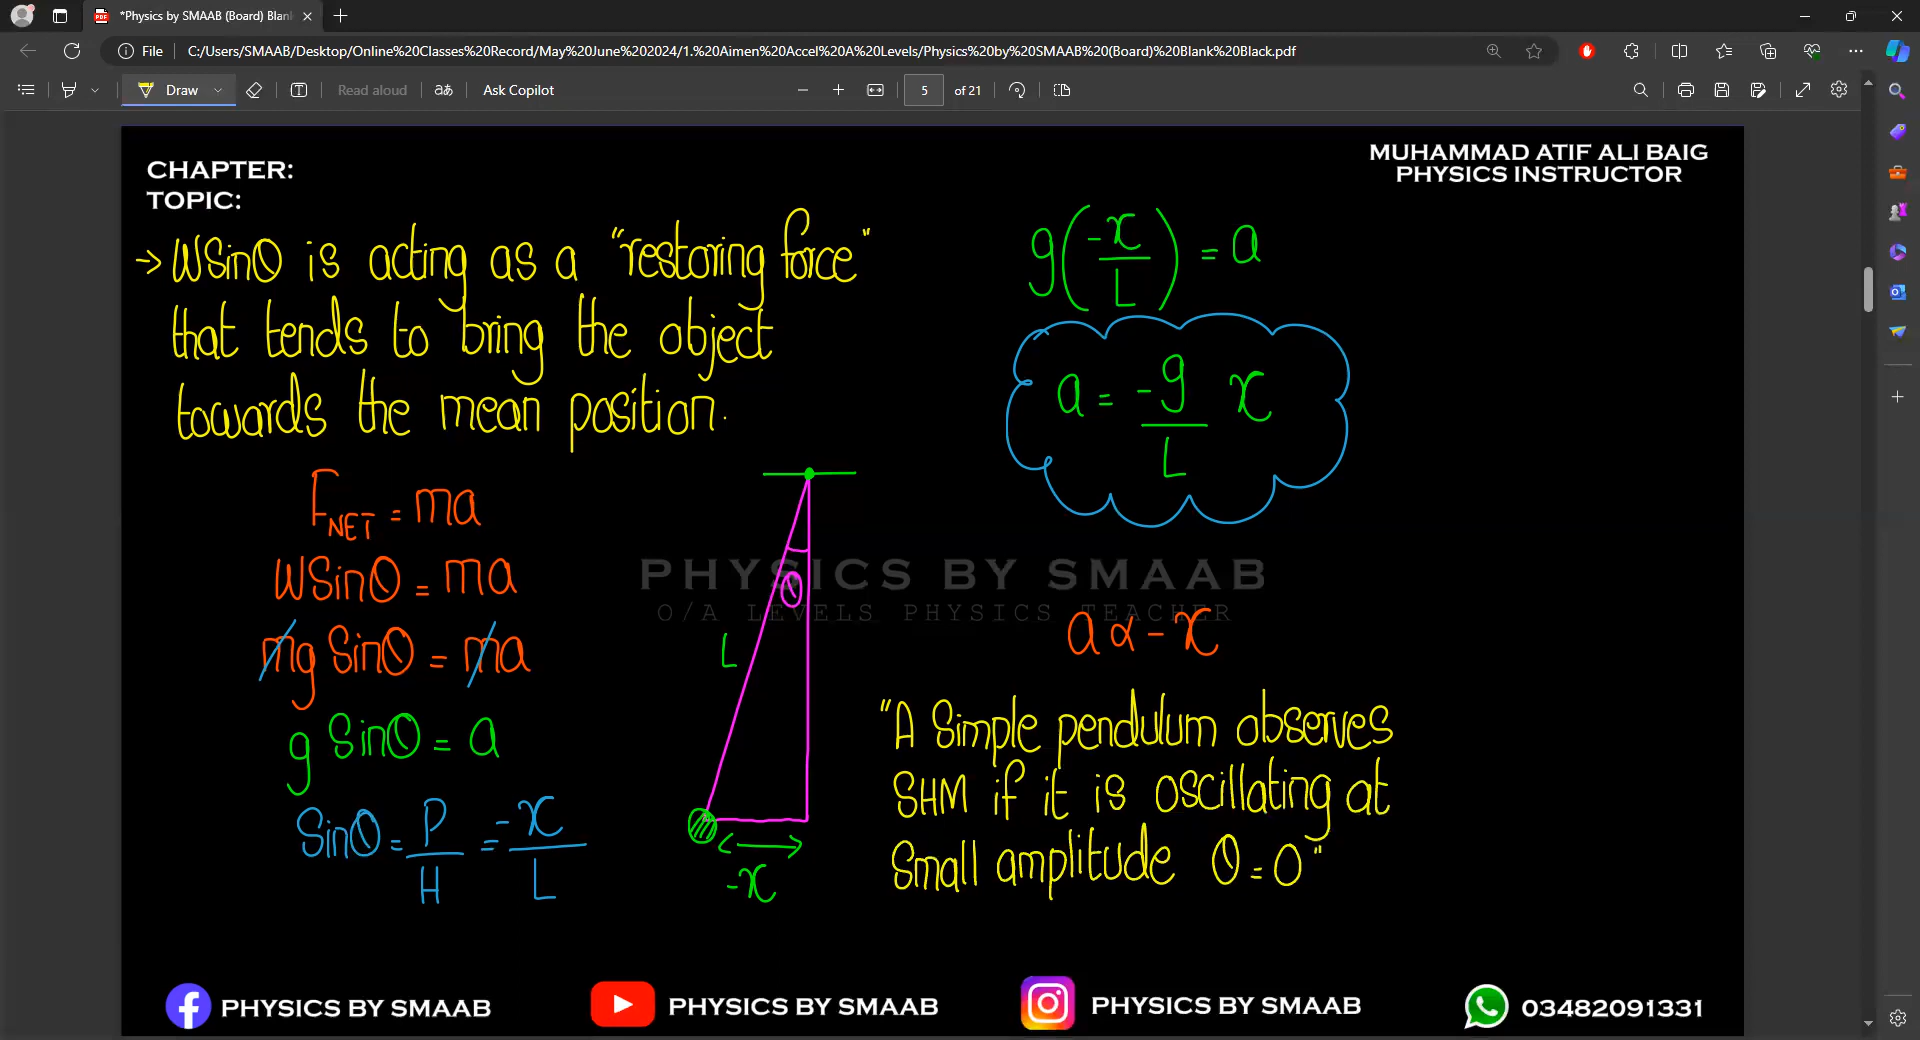 *Physics by SMAAB (Board) Blan
File
C:/Users/SMAAB/Desktop/Online%20Classes%20Record/May%20June%202024/1.%20Aimen%20Accel%20A%20Levels/Physics%20by%20SMAAB%20(Board)%20Blank%20Black.pdf
Draw
Read aloud
aあ
Ask Copilot
5 of 21
CHAPTER:
TOPIC:
MUHAMMAD ATIF ALI BAIG
PHYSICS INSTRUCTOR
→ WSinθ is acting as a "restoring force"
that tends to bring the object
towards the mean position.
F_NET = ma
WSinθ = ma
mg Sinθ = ma
g Sinθ = a
Sinθ = P/H = -x/L
L
θ
-x
g(-x/L) = a
a = -g/L x
PHYSICS BY SMAAB
O/A LEVELS PHYSICS TEACHER
a α - x
"A Simple pendulum observes
SHM if it is oscillating at
Small amplitude θ = 0"
PHYSICS BY SMAAB
PHYSICS BY SMAAB
PHYSICS BY SMAAB
03482091331